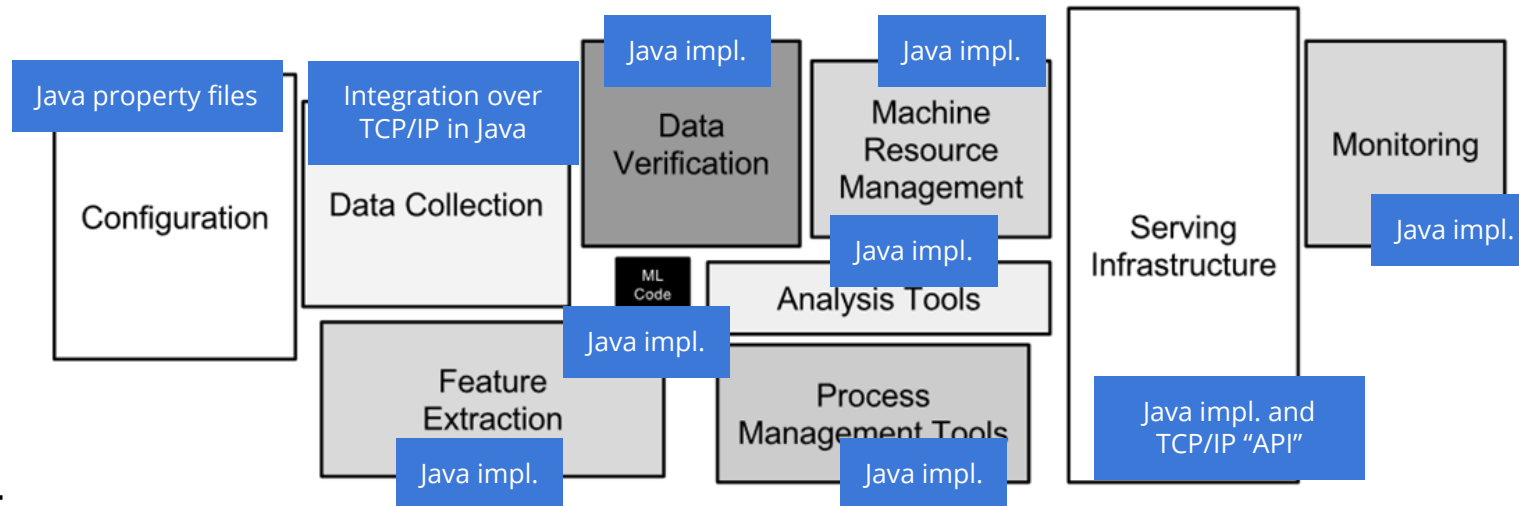 Java property files
Configuration
Integration over
TCP/IP in Java
Data Collection
Java impl.
Data
Verification
Java impl.
Machine
Resource
Management
Java impl.
ML
Code
Analysis Tools
Java impl.
Feature
Extraction
Java impl.
Process
Management Tools
Java impl.
Serving
Infrastructure
Java impl. and
TCP/IP “API”
Monitoring
Java impl.